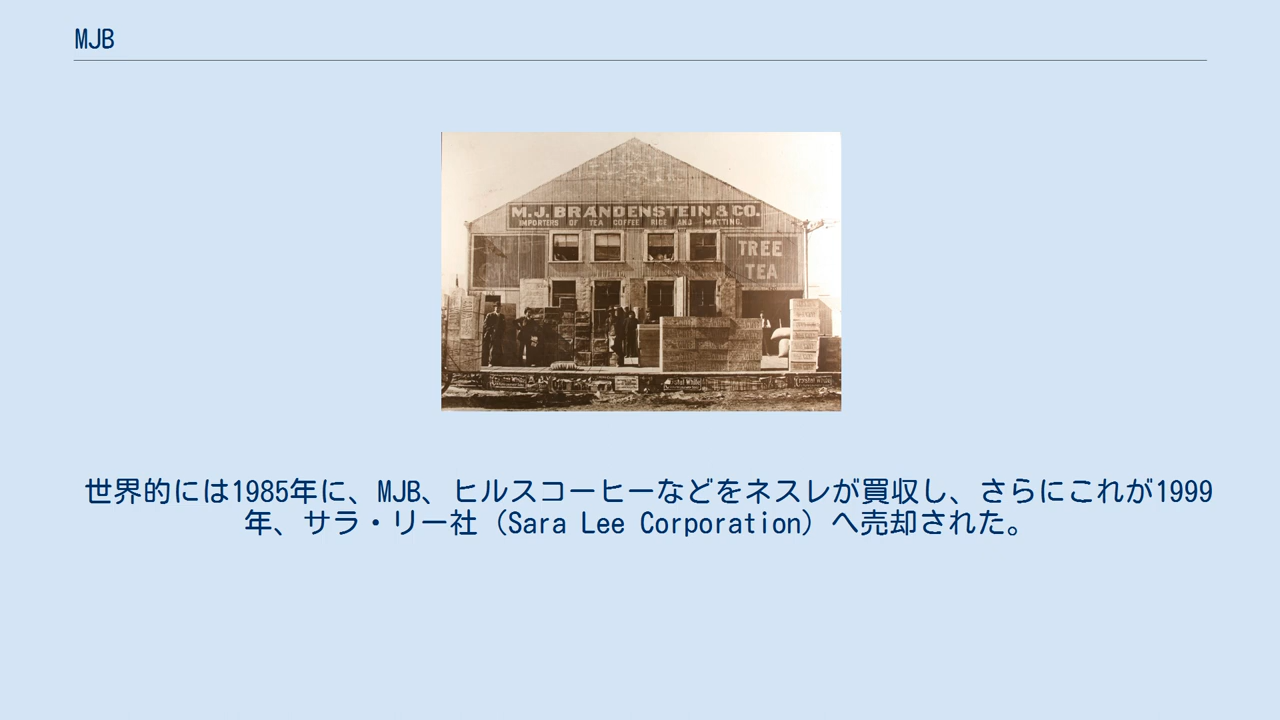 MJB
M.J. BRANDENSTEIN & CO.
IMPORTERS OF TEA COFFEE RICE AND MATTING.
TREE
TEA
世界的には1985年に、MJB、ヒルスコーヒーなどをネスレが買収し、さらにこれが1999
年、サラ・リー社（Sara Lee Corporation）へ売却された。